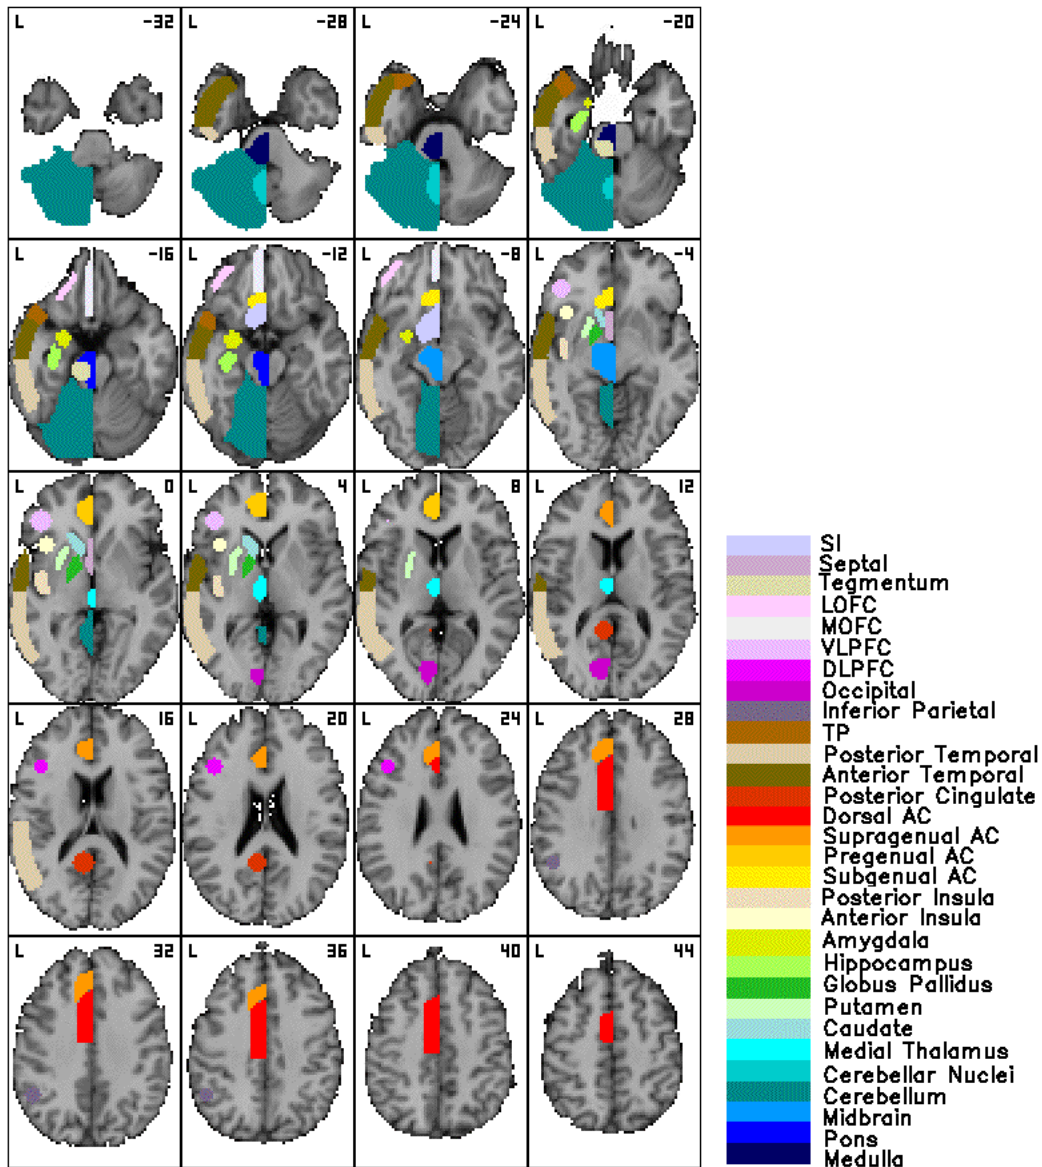 L -32 L -28 L -24 L -20
L -16 L -12 L -8 L -4
L 0 L 4 L 8 L 12
L 16 L 20 L 24 L 28
L 32 L 36 L 40 L 44
SI
Septal
Tegmentum
LOFC
MOFC
VLPFC
DLPFC
Occipital
Inferior Parietal
TP
Posterior Temporal
Anterior Temporal
Posterior Cingulate
Dorsal AC
Supragenual AC
Pregenual AC
Subgenual AC
Posterior Insula
Anterior Insula
Amygdala
Hippocampus
Globus Pallidus
Putamen
Caudate
Medial Thalamus
Cerebellar Nuclei
Cerebellum
Midbrain
Pons
Medulla